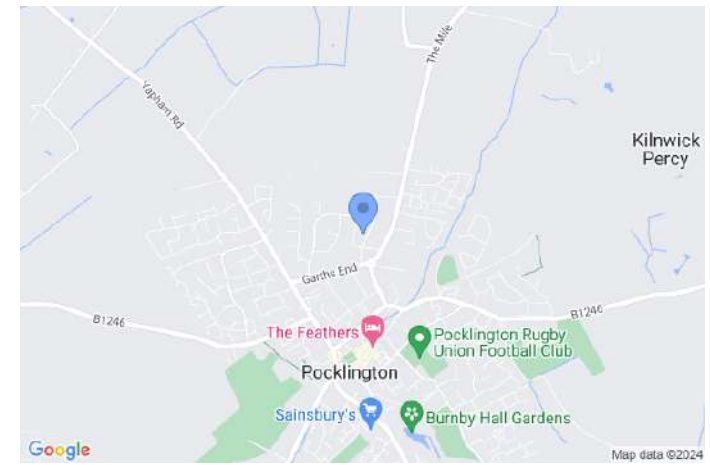 The Mile
Yapham Rd
Kilnwick
Percy
Garths End
B1246
B1246
The Feathers
Pocklington Rugby
Union Football Club
Pocklington
Sainsbury's
Burnby Hall Gardens
Google
Map data ©2024